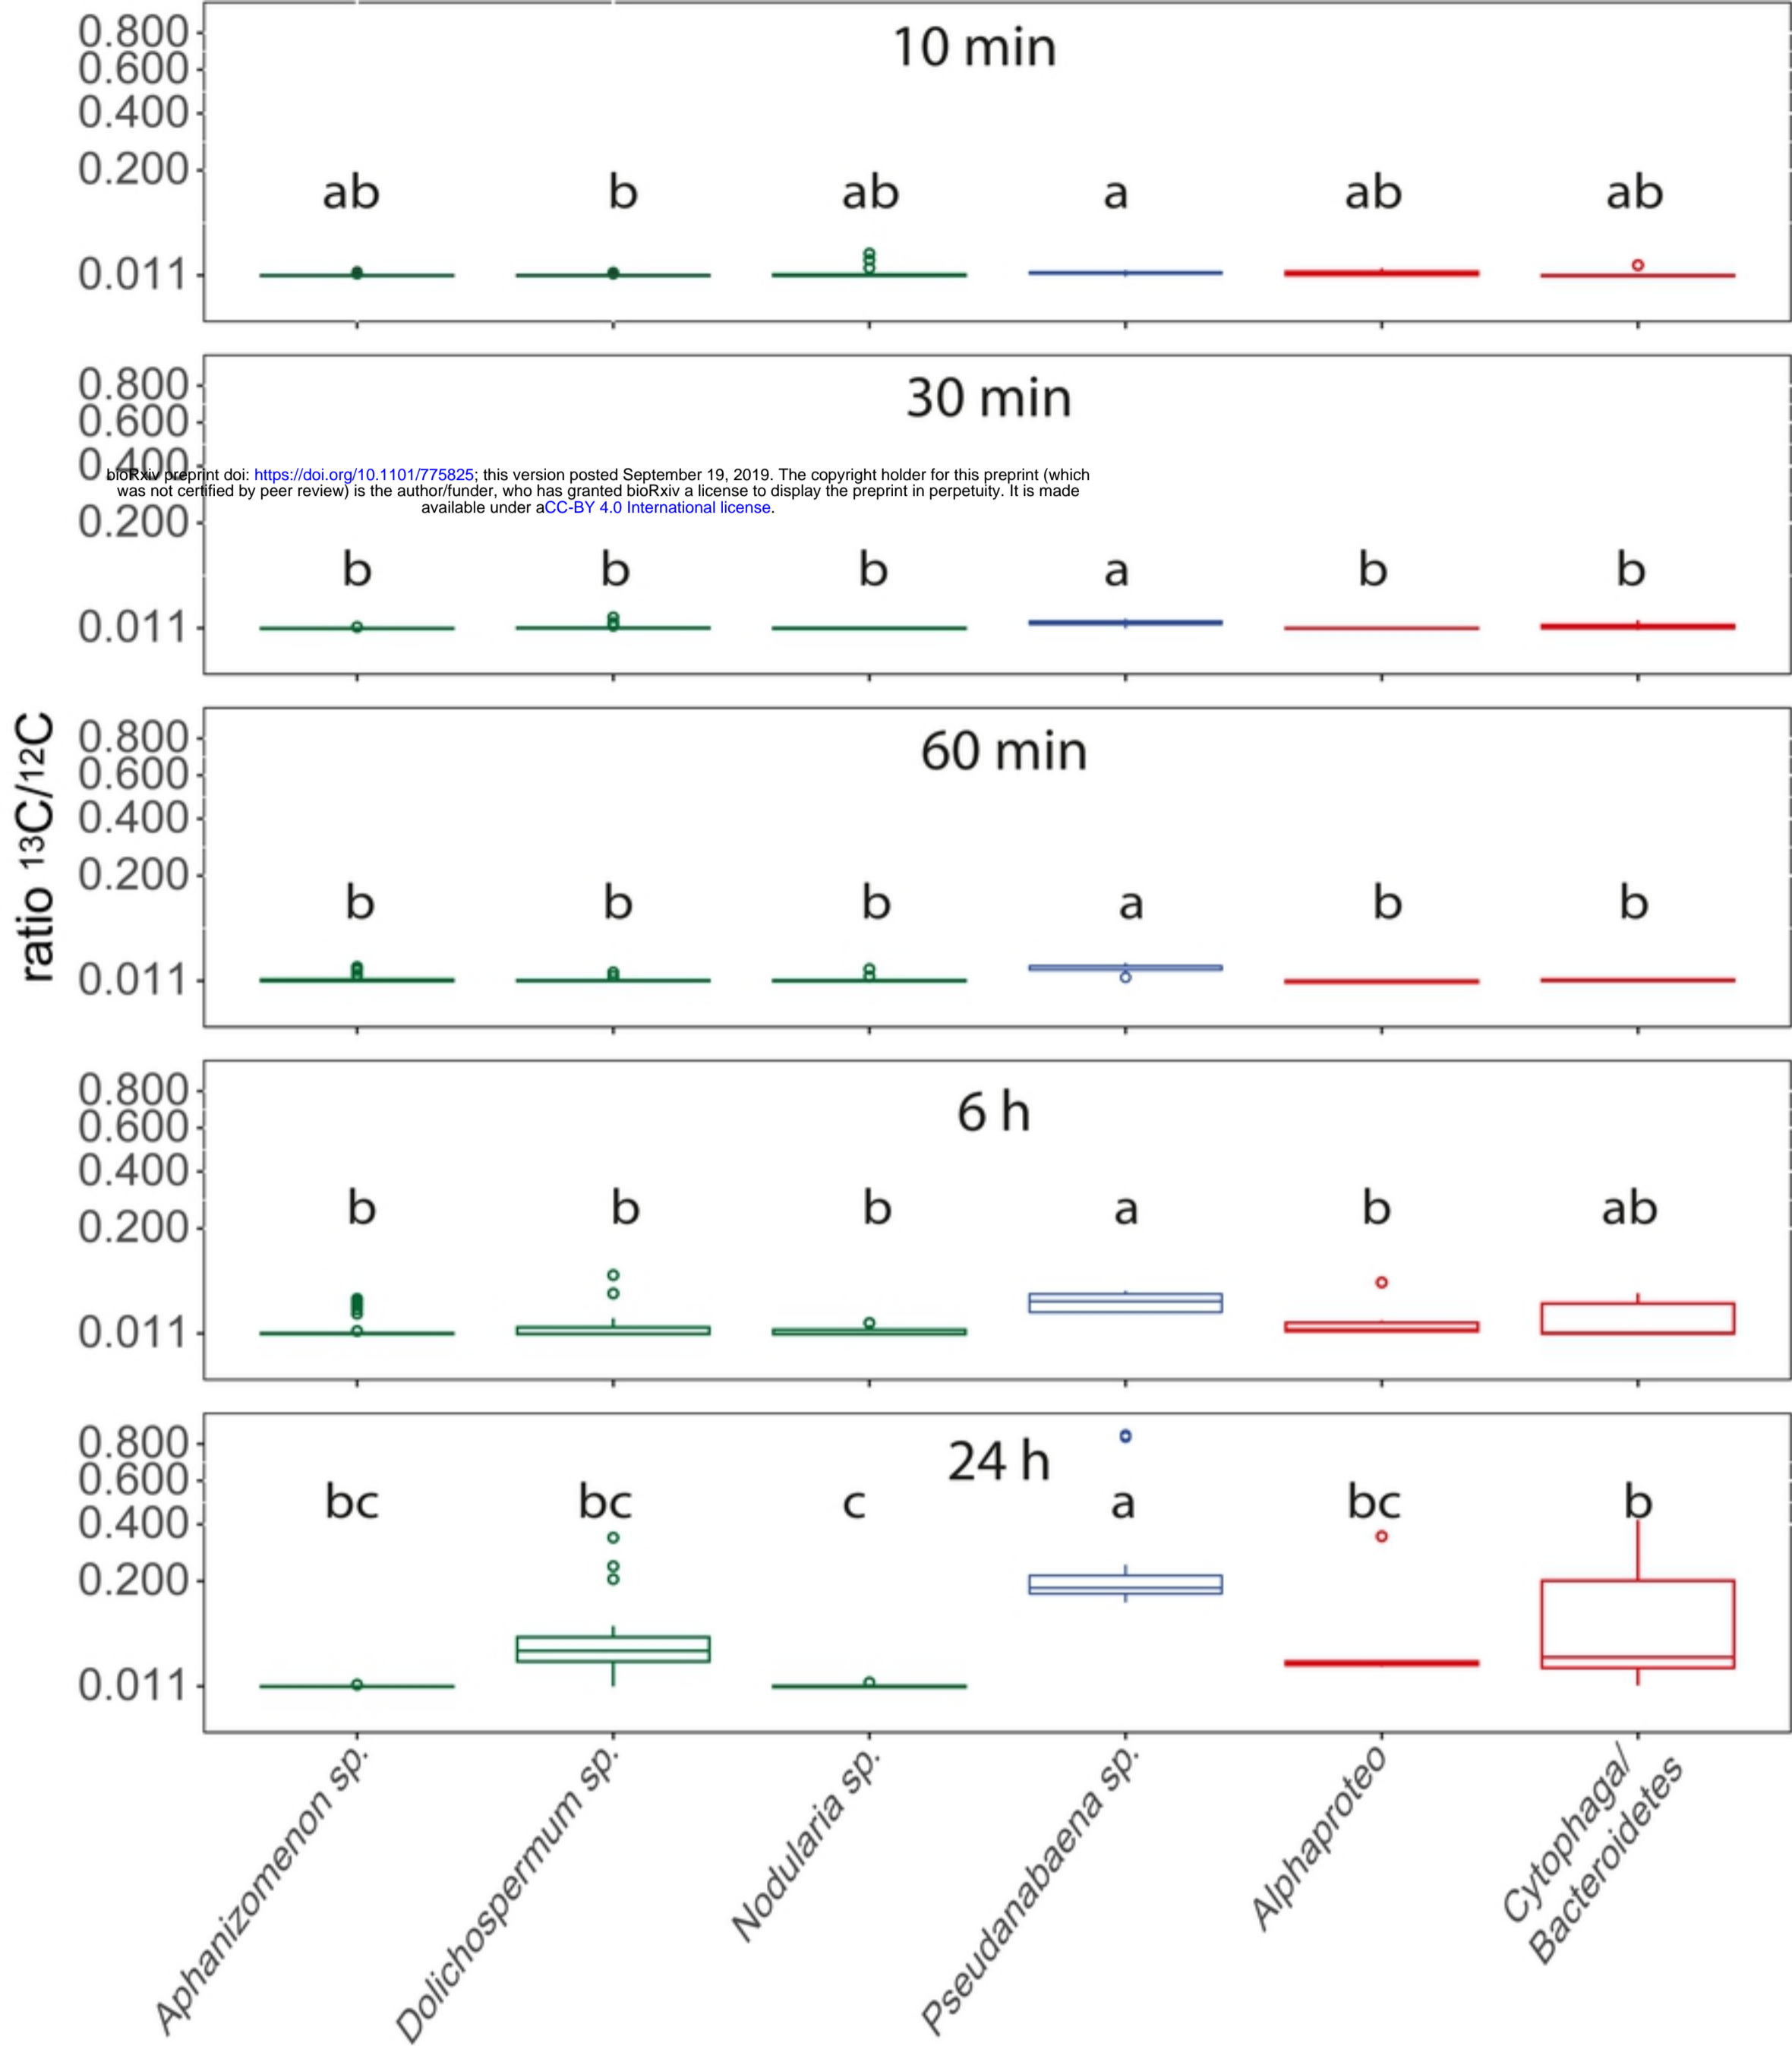 0.800
10 min
0.600
0.400
0.200
ab b ab a ab ab
0.011
0.800
30 min
0.600
0.400
bioRxiv preprint doi: https://doi.org/10.1101/775825; this version posted September 19, 2019. The copyright holder for this preprint (which
was not certified by peer review) is the author/funder, who has granted bioRxiv a license to display the preprint in perpetuity. It is made
available under aCC-BY 4.0 International license.
0.200
b b b a b b
0.011
ratio 13C/12C
0.800
60 min
0.600
0.400
0.200
b b b a b b
0.011
0.800
6 h
0.600
0.400
0.200
b b b a b ab
0.011
0.800
24 h
0.600
bc bc c a bc b
0.400
0.200
0.011
Aphanizomenon sp.
Dolichospermum sp.
Nodularia sp.
Pseudanabaena sp.
Alphaproteo
Cytophaga/
Bacteroidetes